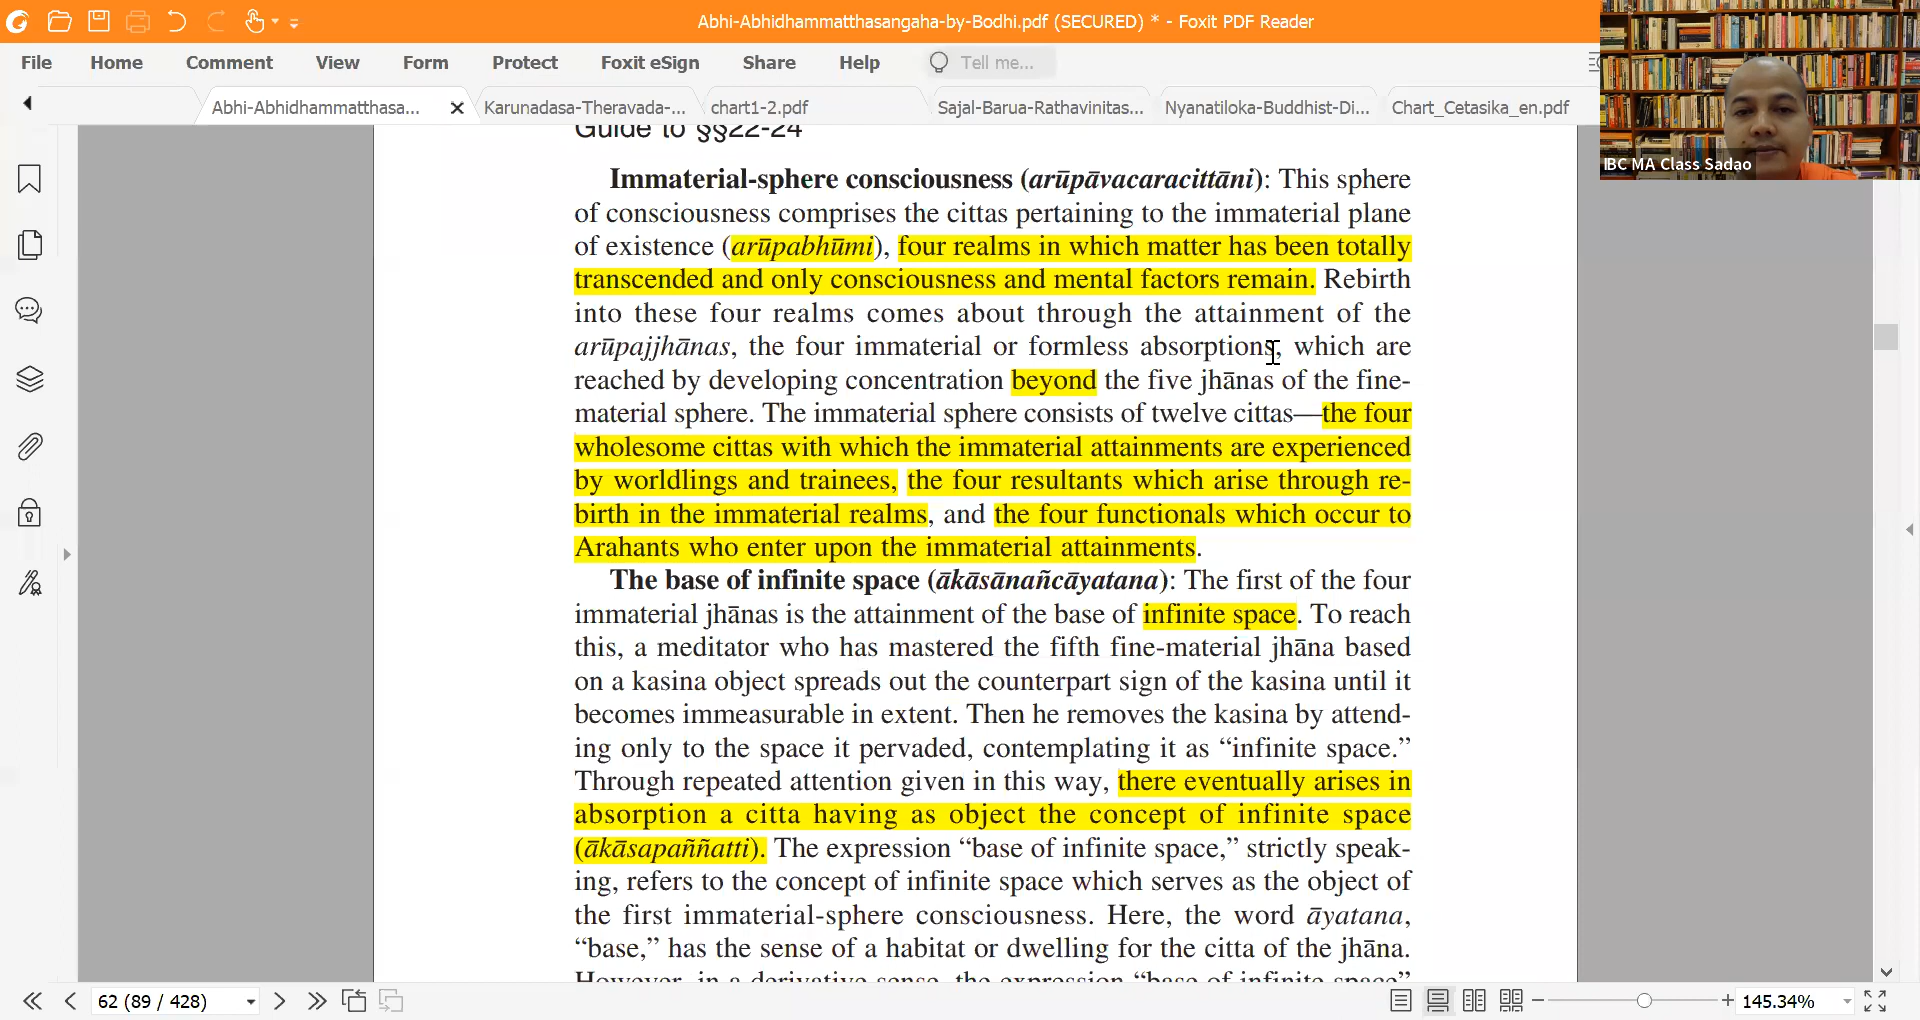 Abhi-Abhidhammatthasangaha-by-Bodhi.pdf (SECURED) * - Foxit PDF Reader
File Home Comment View Form Protect Foxit eSign Share Help Tell me...
Abhi-Abhidhammatthasa... Karunadasa-Theravada-... chart1-2.pdf Sajal-Barua-Rathavinitas... Nyanatiloka-Buddhist-Di... Chart_Cetasika_en.pdf
IBC MA Class Sadao
Guide to §§22-24
Immaterial-sphere consciousness (arūpāvacaracittāni): This sphere
of consciousness comprises the cittas pertaining to the immaterial plane
of existence (arūpabhūmi), four realms in which matter has been totally
transcended and only consciousness and mental factors remain. Rebirth
into these four realms comes about through the attainment of the
arūpajjhānas, the four immaterial or formless absorptions, which are
reached by developing concentration beyond the five jhānas of the fine-
material sphere. The immaterial sphere consists of twelve cittas—the four
wholesome cittas with which the immaterial attainments are experienced
by worldlings and trainees, the four resultants which arise through re-
birth in the immaterial realms, and the four functionals which occur to
Arahants who enter upon the immaterial attainments.
The base of infinite space (ākāsānañcāyatana): The first of the four
immaterial jhānas is the attainment of the base of infinite space. To reach
this, a meditator who has mastered the fifth fine-material jhāna based
on a kasina object spreads out the counterpart sign of the kasina until it
becomes immeasurable in extent. Then he removes the kasina by attend-
ing only to the space it pervaded, contemplating it as “infinite space.”
Through repeated attention given in this way, there eventually arises in
absorption a citta having as object the concept of infinite space
(ākāsapaññatti). The expression “base of infinite space,” strictly speak-
ing, refers to the concept of infinite space which serves as the object of
the first immaterial-sphere consciousness. Here, the word āyatana,
“base,” has the sense of a habitat or dwelling for the citta of the jhāna.
However, in a derivative sense, the expression “base of infinite space”
62 (89 / 428) 145.34%